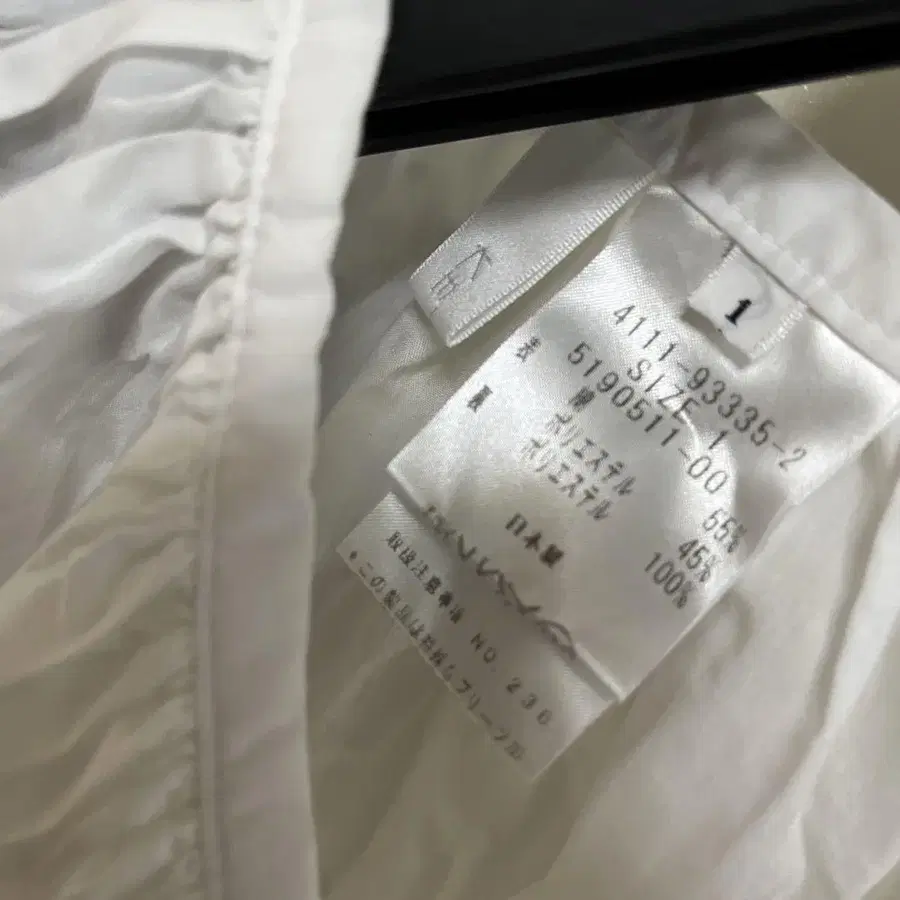 1
4111-93335-2
SIZE 1
5190511-00
表 綿 55%
ポリエステル 45%
裏 ポリエステル 100%
日本製
取扱注意事項 NO. 236
・この製品は特殊なプリーツ加